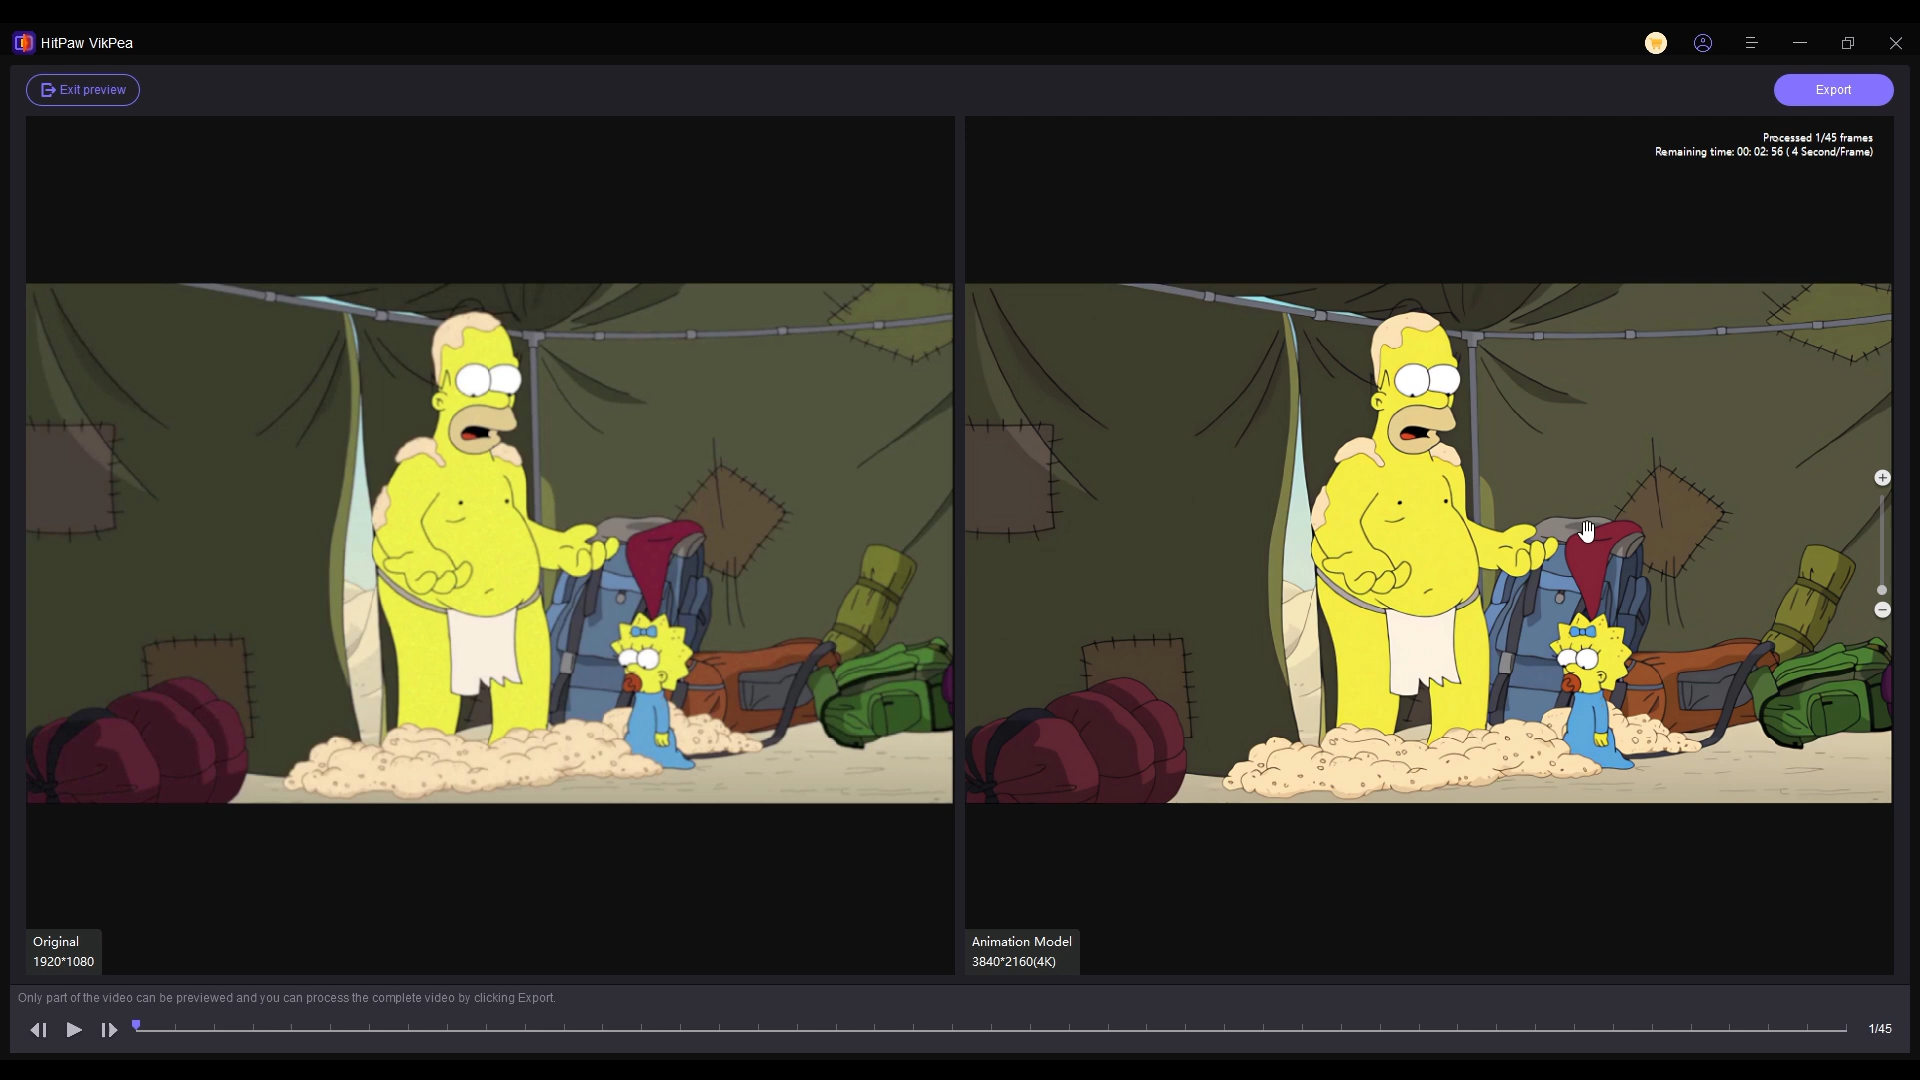 HitPaw VikPea
Exit preview
Export
Processed 1/45 frames
Remaining time: 00: 02: 56 ( 4 Second/Frame)
Original
1920*1080
Animation Model
3840*2160(4K)
Only part of the video can be previewed and you can process the complete video by clicking Export.
1/45